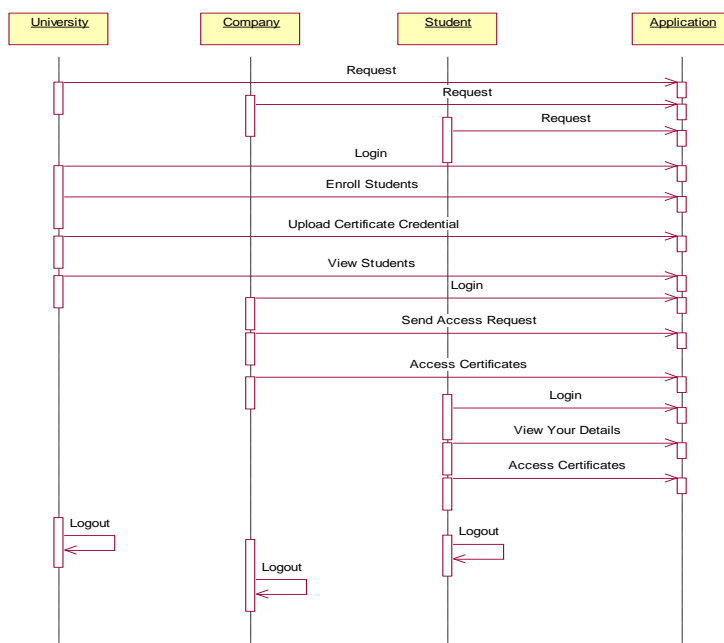 University
Company
Student
Application
Request
Request
Request
Login
Enroll Students
Upload Certificate Credential
View Students
Login
Send Access Request
Access Certificates
Login
View Your Details
Access Certificates
Logout
Logout
Logout